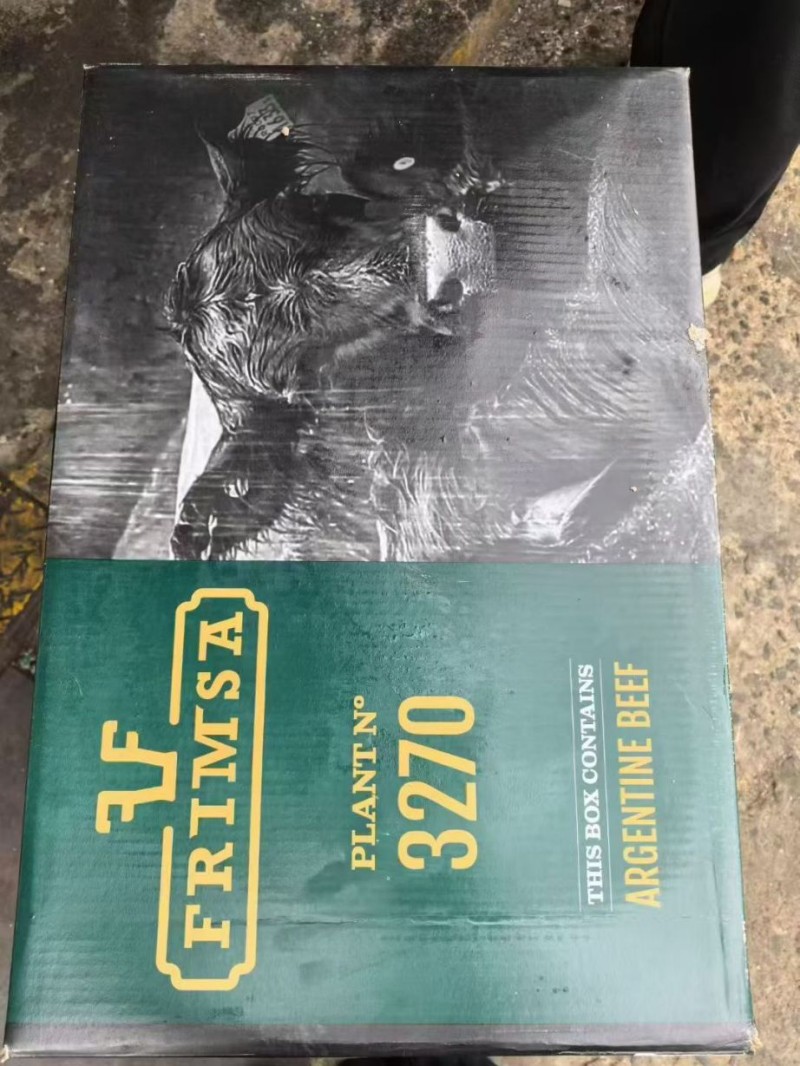 FRIMSA
PLANT Nº
3270
THIS BOX CONTAINS
ARGENTINE BEEF